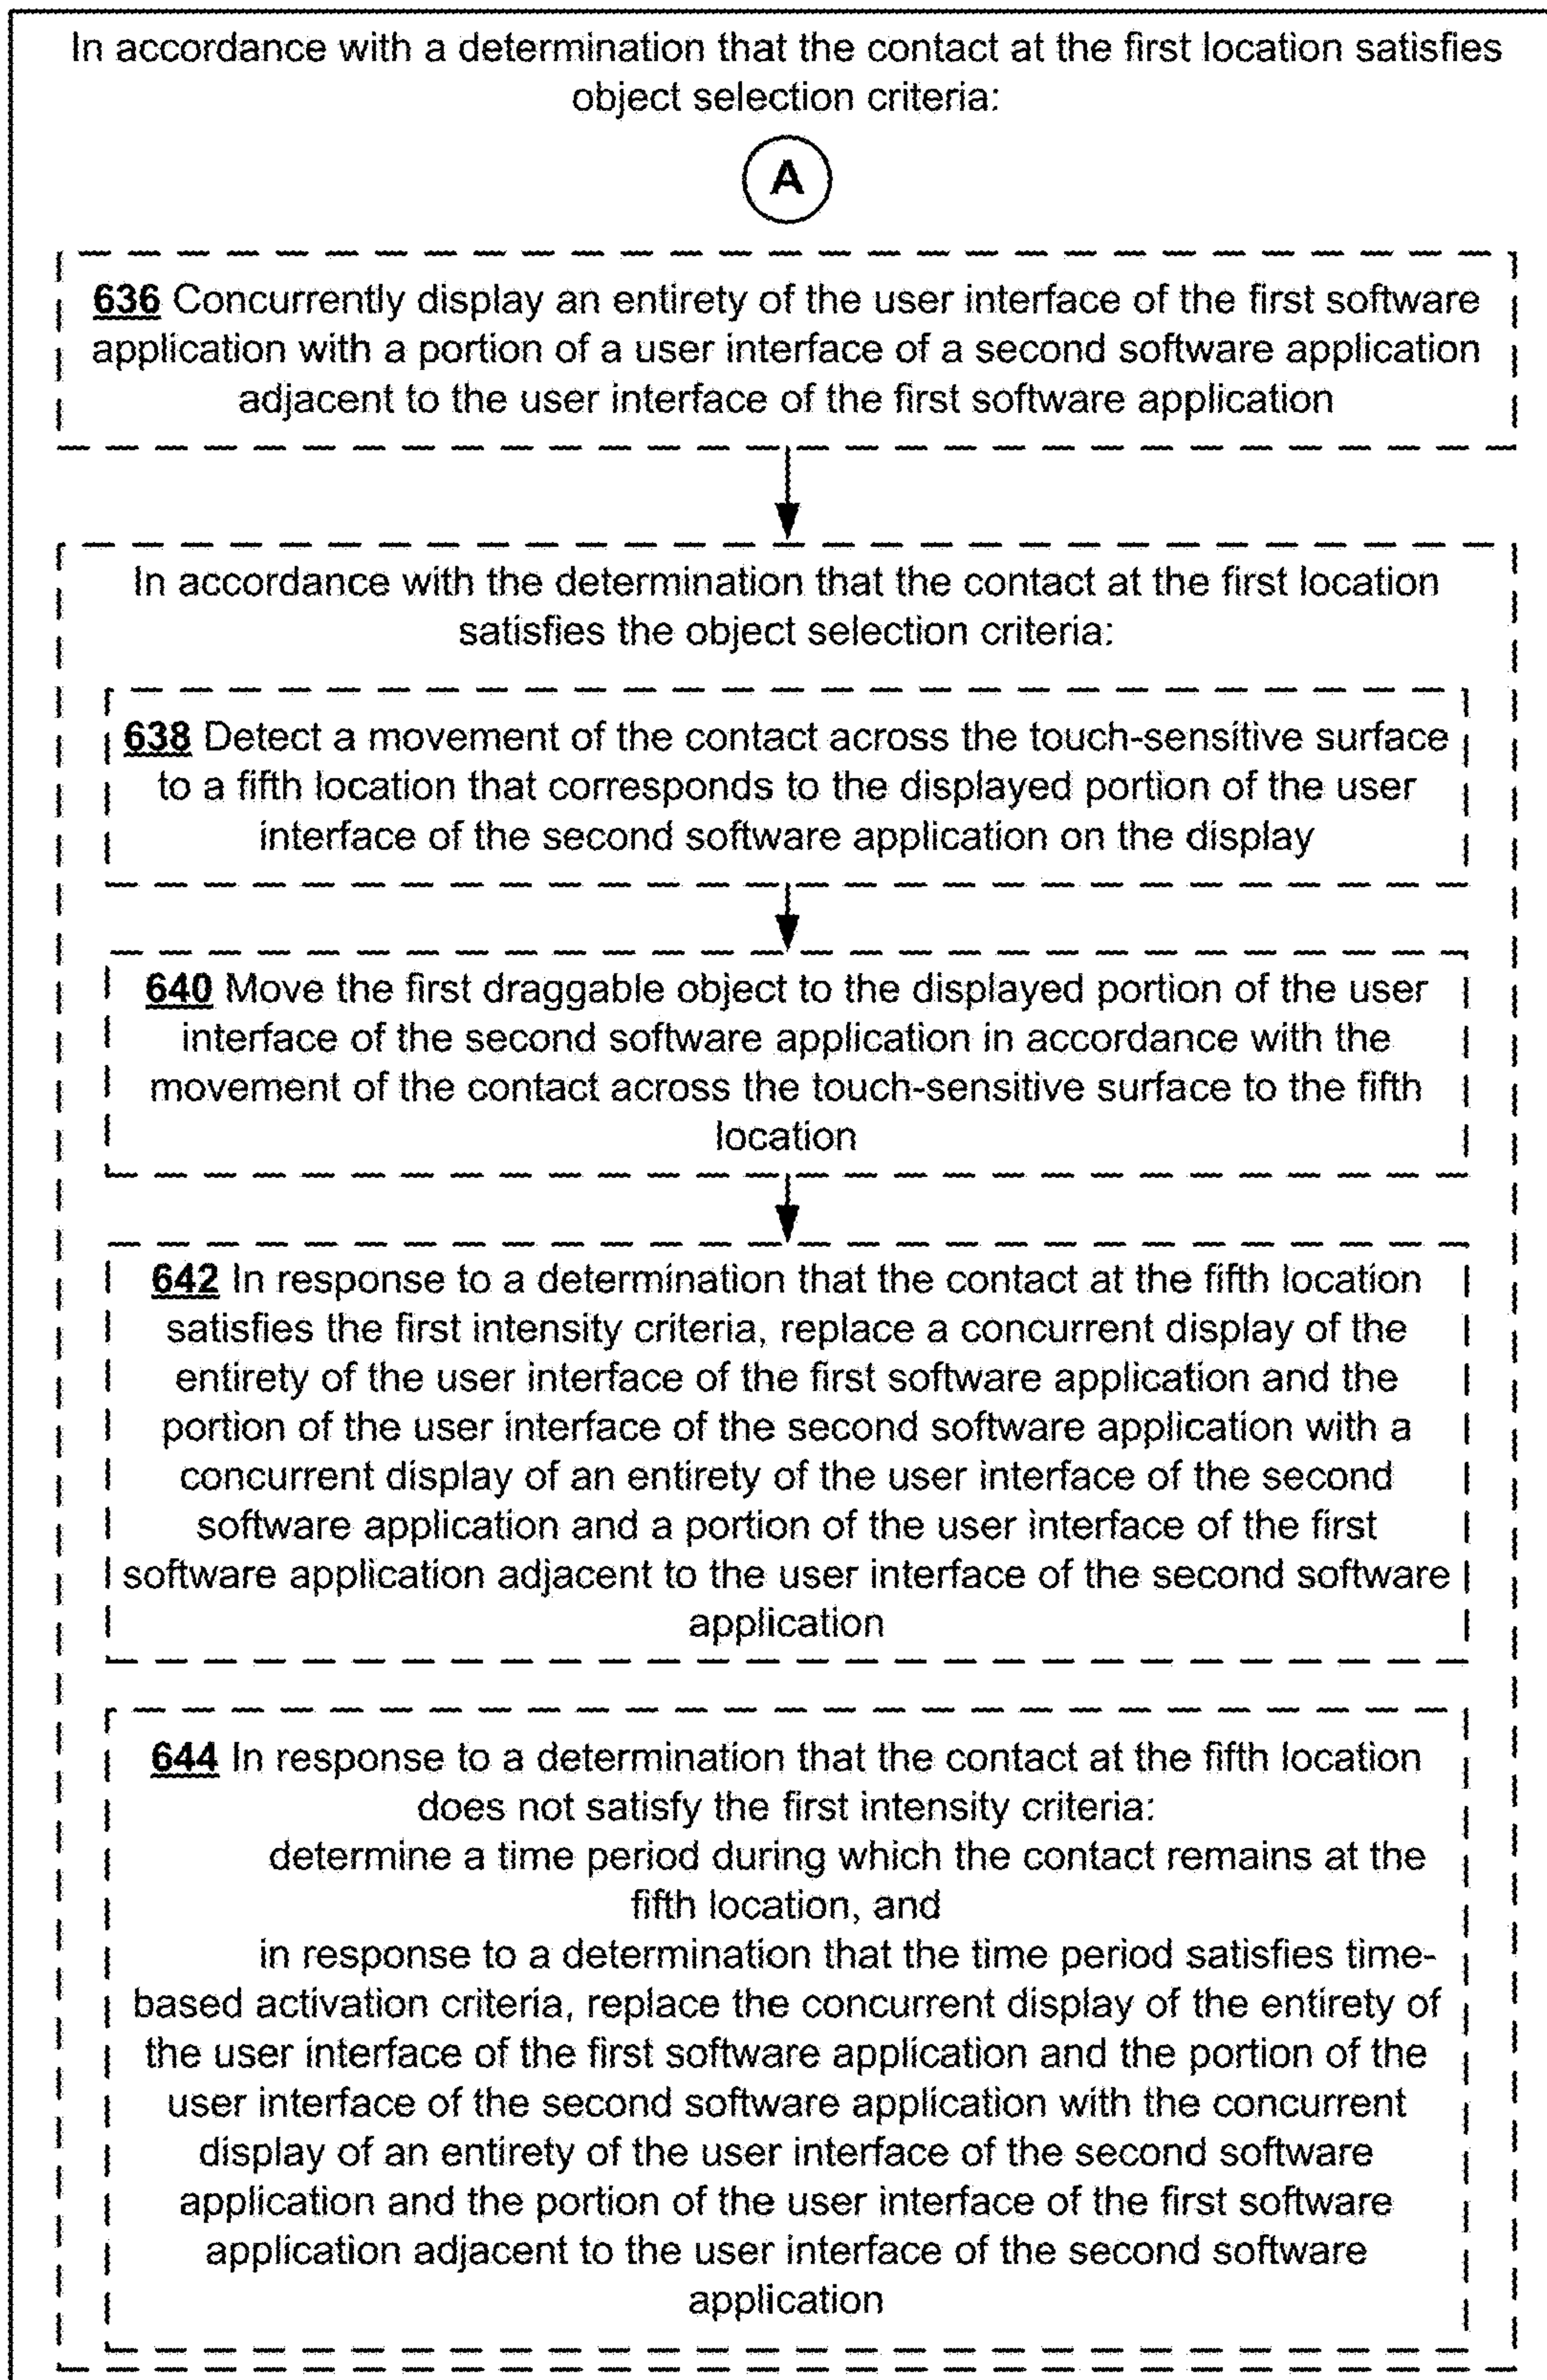 In accordance with a determination that the contact at the first location satisfies
object selection criteria:
A
636 Concurrently display an entirety of the user interface of the first software
application with a portion of a user interface of a second software application
adjacent to the user interface of the first software application
In accordance with the determination that the contact at the first location
satisfies the object selection criteria:
638 Detect a movement of the contact across the touch-sensitive surface
to a fifth location that corresponds to the displayed portion of the user
interface of the second software application on the display
640 Move the first draggable object to the displayed portion of the user
interface of the second software application in accordance with the
movement of the contact across the touch-sensitive surface to the fifth
location
642 In response to a determination that the contact at the fifth location
satisfies the first intensity criteria, replace a concurrent display of the
entirety of the user interface of the first software application and the
portion of the user interface of the second software application with a
concurrent display of an entirety of the user interface of the second
software application and a portion of the user interface of the first
software application adjacent to the user interface of the second software
application
644 In response to a determination that the contact at the fifth location
does not satisfy the first intensity criteria:
determine a time period during which the contact remains at the
fifth location, and
in response to a determination that the time period satisfies time-
based activation criteria, replace the concurrent display of the entirety of
the user interface of the first software application and the portion of the
user interface of the second software application with the concurrent
display of an entirety of the user interface of the second software
application and the portion of the user interface of the first software
application adjacent to the user interface of the second software
application